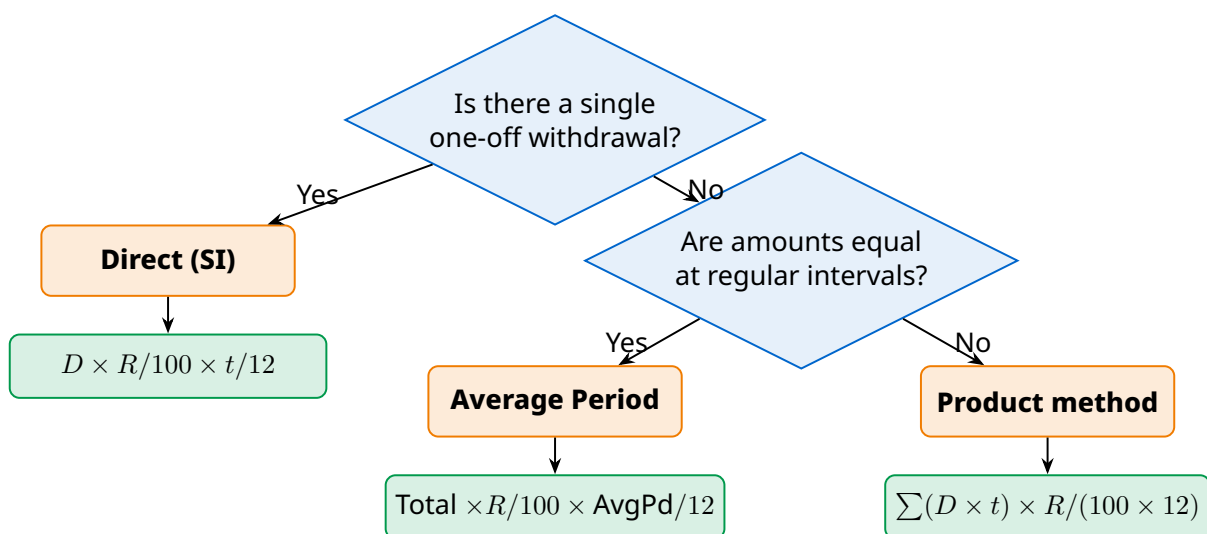 Is there a single
one-off withdrawal?
Yes
No
Direct (SI)
Are amounts equal
at regular intervals?
D × R/100 × t/12
Yes
No
Average Period
Product method
Total ×R/100 × AvgPd/12
∑(D × t) × R/(100 × 12)